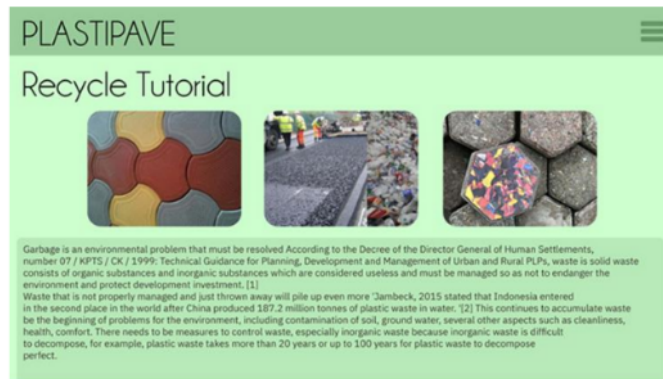 PLASTIPAVE
Recycle Tutorial
Garbage is an environmental problem that must be resolved According to the Decree of the Director General of Human Settlements,
number 07 / KPTS / CK / 1999: Technical Guidance for Planning, Development and Management of Urban and Rural PLPs, waste is solid waste
consists of organic substances and inorganic substances which are considered useless and must be managed so as not to endanger the
environment and protect development investment. [1]
Waste that is not properly managed and just thrown away will pile up even more 'Jambeck, 2015 stated that Indonesia entered
in the second place in the world after China produced 187.2 million tonnes of plastic waste in water. '[2] This continues to accumulate waste
be the beginning of problems for the environment, including contamination of soil, ground water, several other aspects such as cleanliness,
health, comfort. There needs to be measures to control waste, especially inorganic waste because inorganic waste is difficult
to decompose, for example, plastic waste takes more than 20 years or up to 100 years for plastic waste to decompose
perfect.